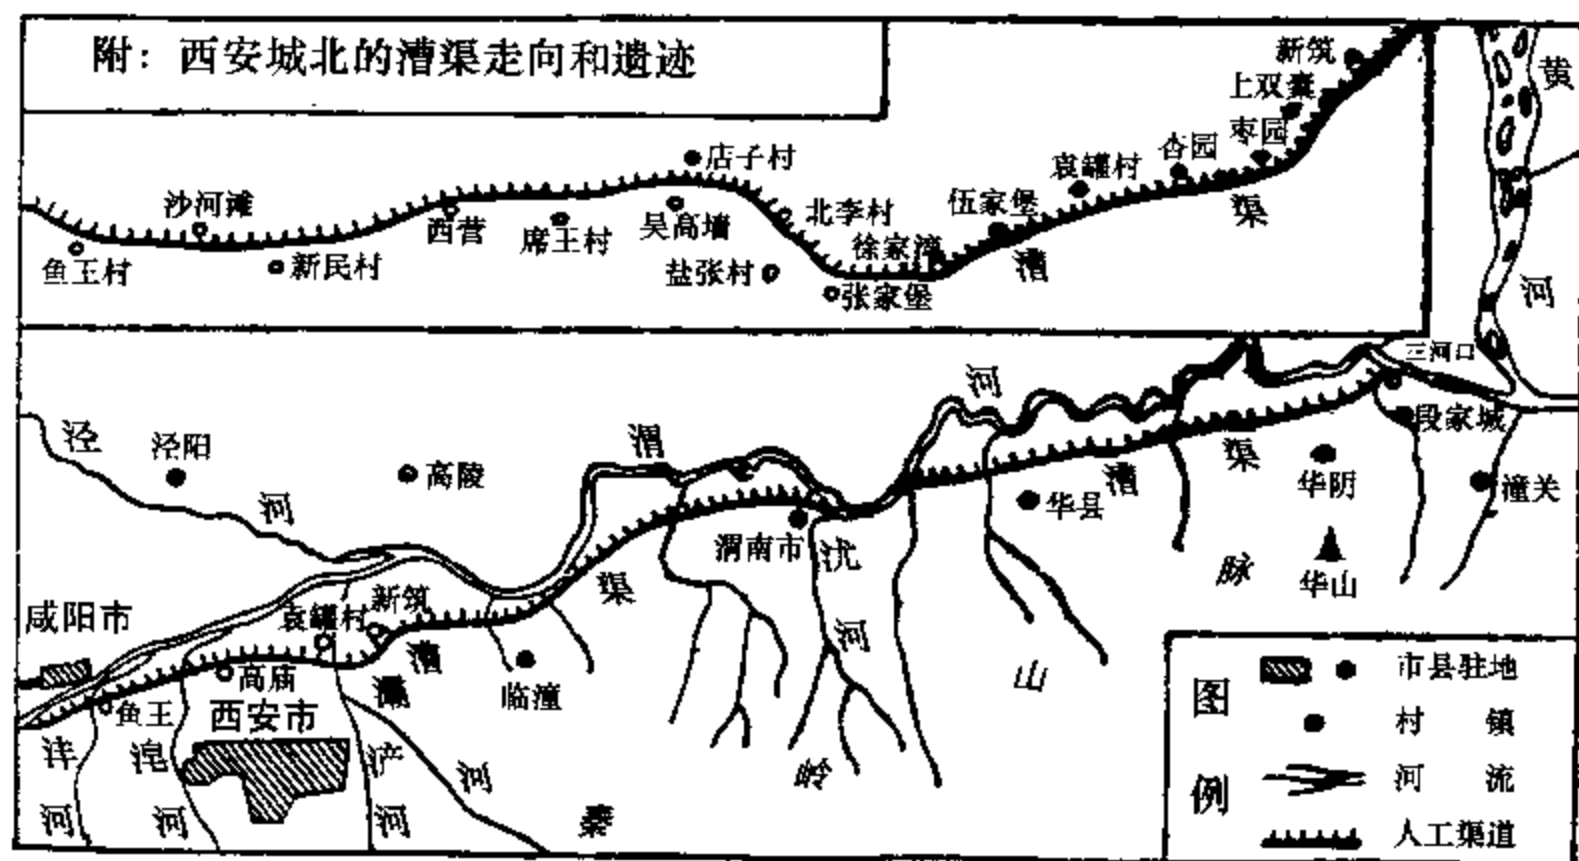 附：西安城北的漕渠走向和遗迹
新筑
上双寨
枣园
杏园
袁罐村
伍家堡
徐家湾
北李村
店子村
吴高墙
席王村
西营
沙河滩
鱼王村
新民村
盐张村
张家堡
漕渠
黄河
三河口
段家城
潼关
华阴
华山
华县
漕渠
渭河
泾河
泾阳
高陵
渭南市
沋河
咸阳市
袁罐村
新筑
漕渠
临潼
高庙
鱼王
西安市
沣河
皂河
浐河
灞河
秦岭山脉
图例
市县驻地
村镇
河流
人工渠道